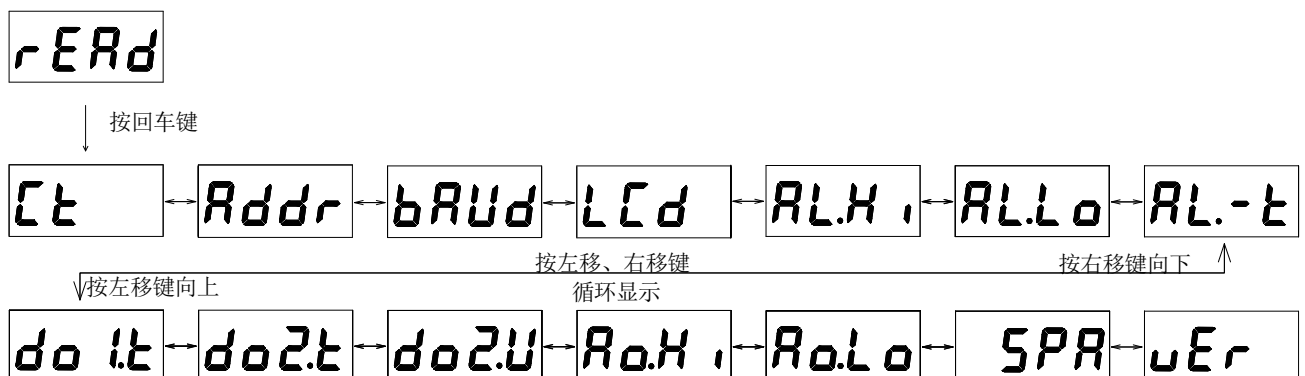 rEAd
按回车键
Ct Addr bAUd LCd AL.Hi AL.Lo AL.-t
按左移、右移键 按右移键向下
按左移键向上 循环显示
do1.t do2.t do2.U Ao.Hi Ao.Lo SPA vEr